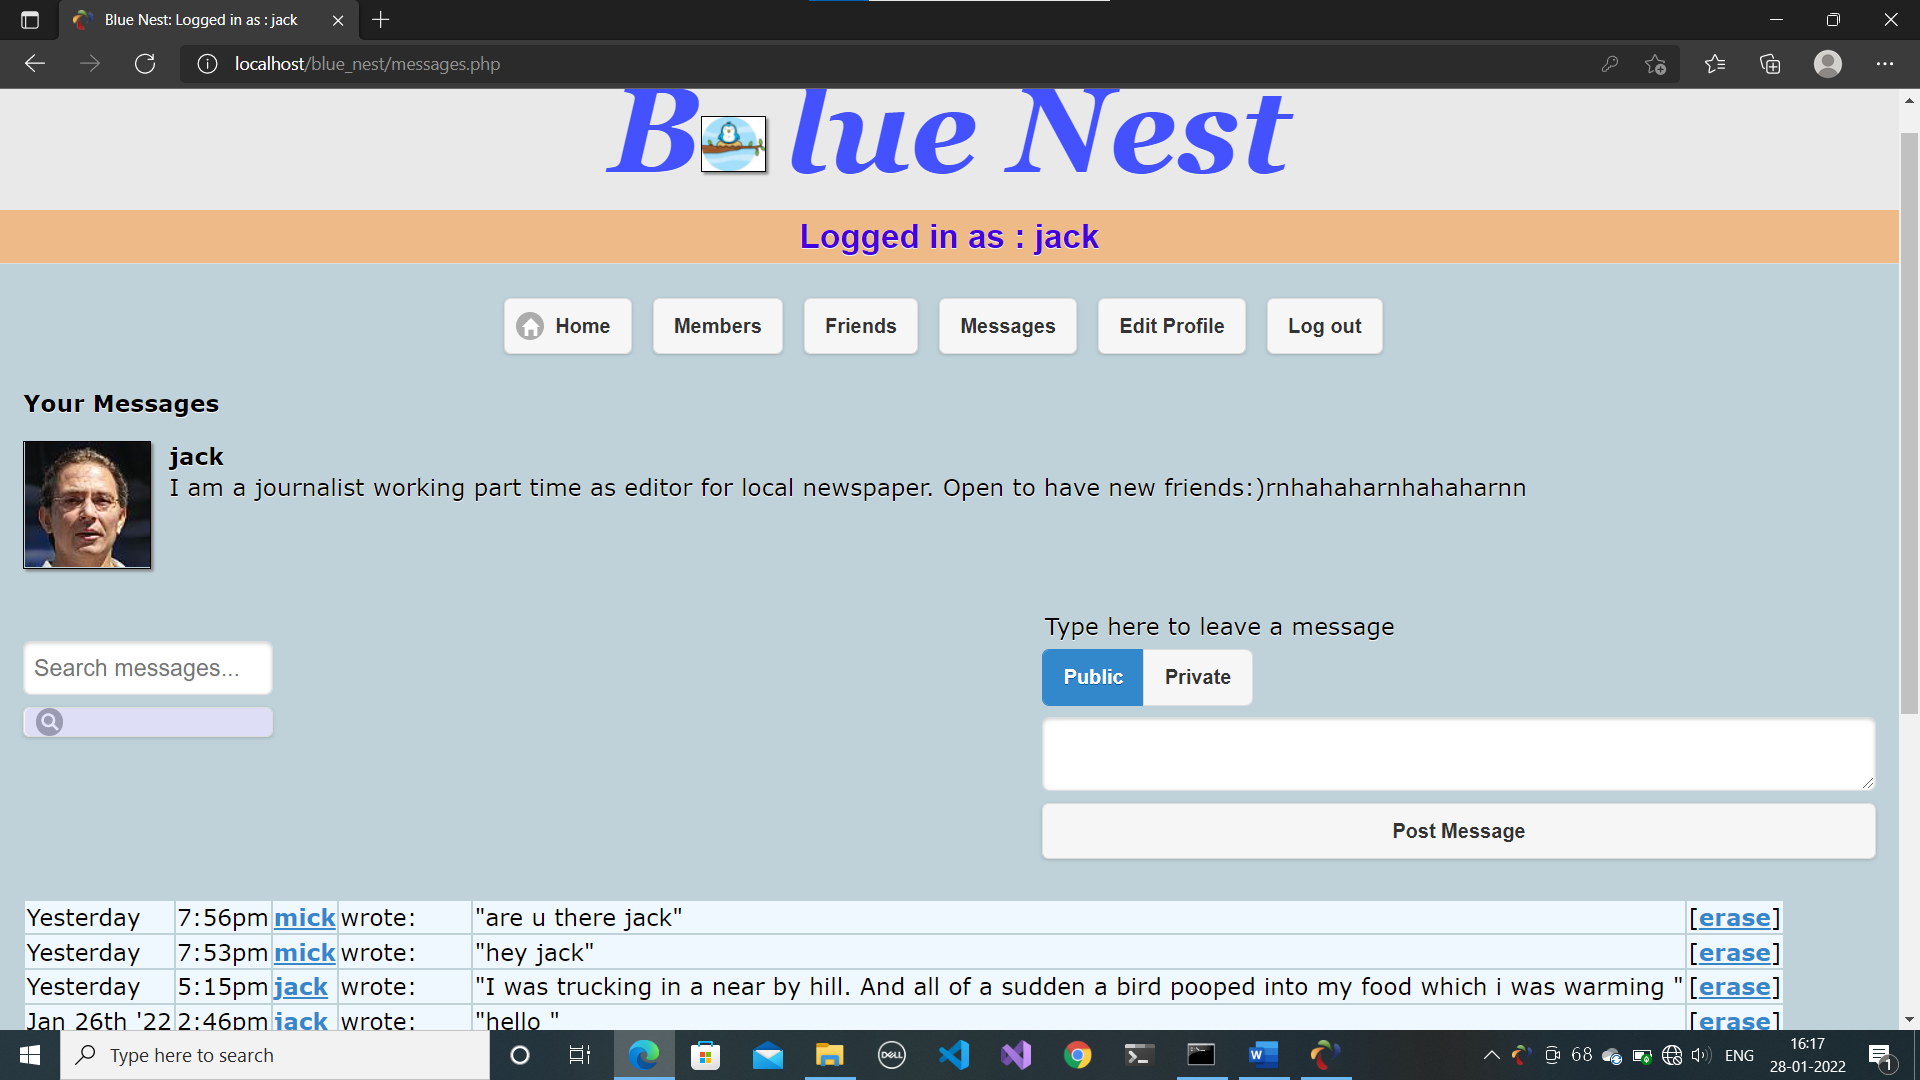 Blue Nest: Logged in as : jack
localhost/blue_nest/messages.php
B lue Nest
Logged in as : jack
Home Members Friends Messages Edit Profile Log out
Your Messages
jack
I am a journalist working part time as editor for local newspaper. Open to have new friends:)rnhahaharnhahaharnn
Type here to leave a message
Search messages...
Public Private
Post Message
Yesterday 7:56pm mick wrote: "are u there jack" [erase]
Yesterday 7:53pm mick wrote: "hey jack" [erase]
Yesterday 5:15pm jack wrote: "I was trucking in a near by hill. And all of a sudden a bird pooped into my food which i was warming " [erase]
Jan 26th '22 2:46pm jack wrote: "hello " [erase]
Type here to search
DELL
68
ENG
16:17
28-01-2022
1